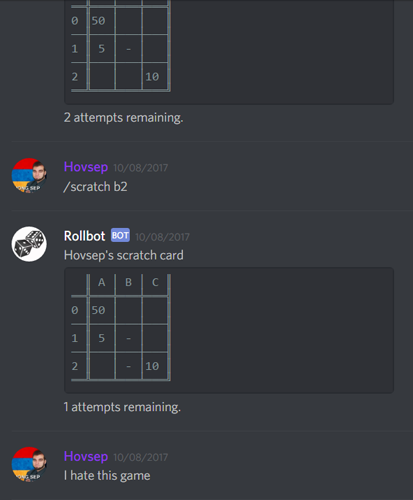 0 50
1 5 -
2 10
2 attempts remaining.
Hovsep 10/08/2017
/scratch b2
Rollbot BOT 10/08/2017
Hovsep's scratch card
A B C
0 50
1 5 -
2 - 10
1 attempts remaining.
Hovsep 10/08/2017
I hate this game